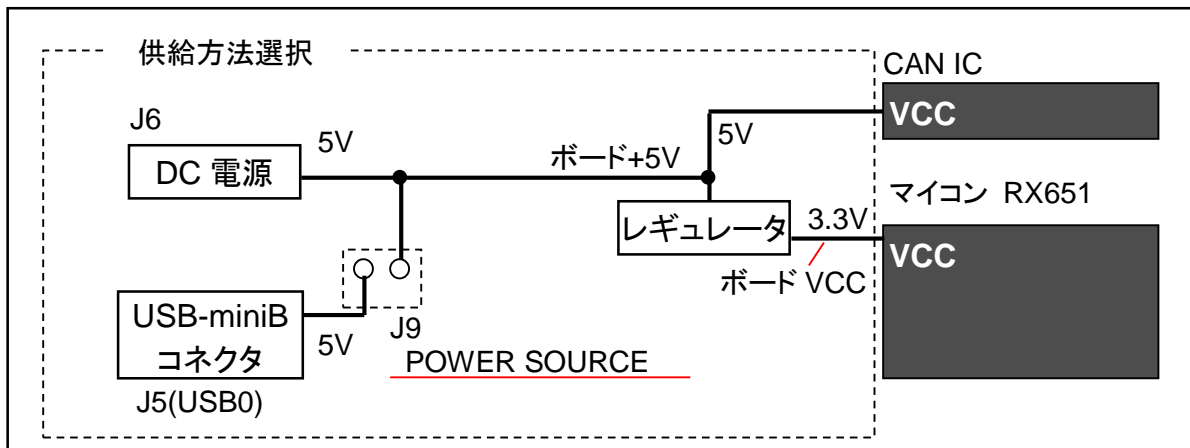 供給方法選択
CAN IC
VCC
J6
5V
5V
DC 電源
ボード+5V
マイコン RX651
レギュレータ
3.3V
VCC
ボード VCC
USB-miniB
コネクタ
5V
J9
POWER SOURCE
J5(USB0)